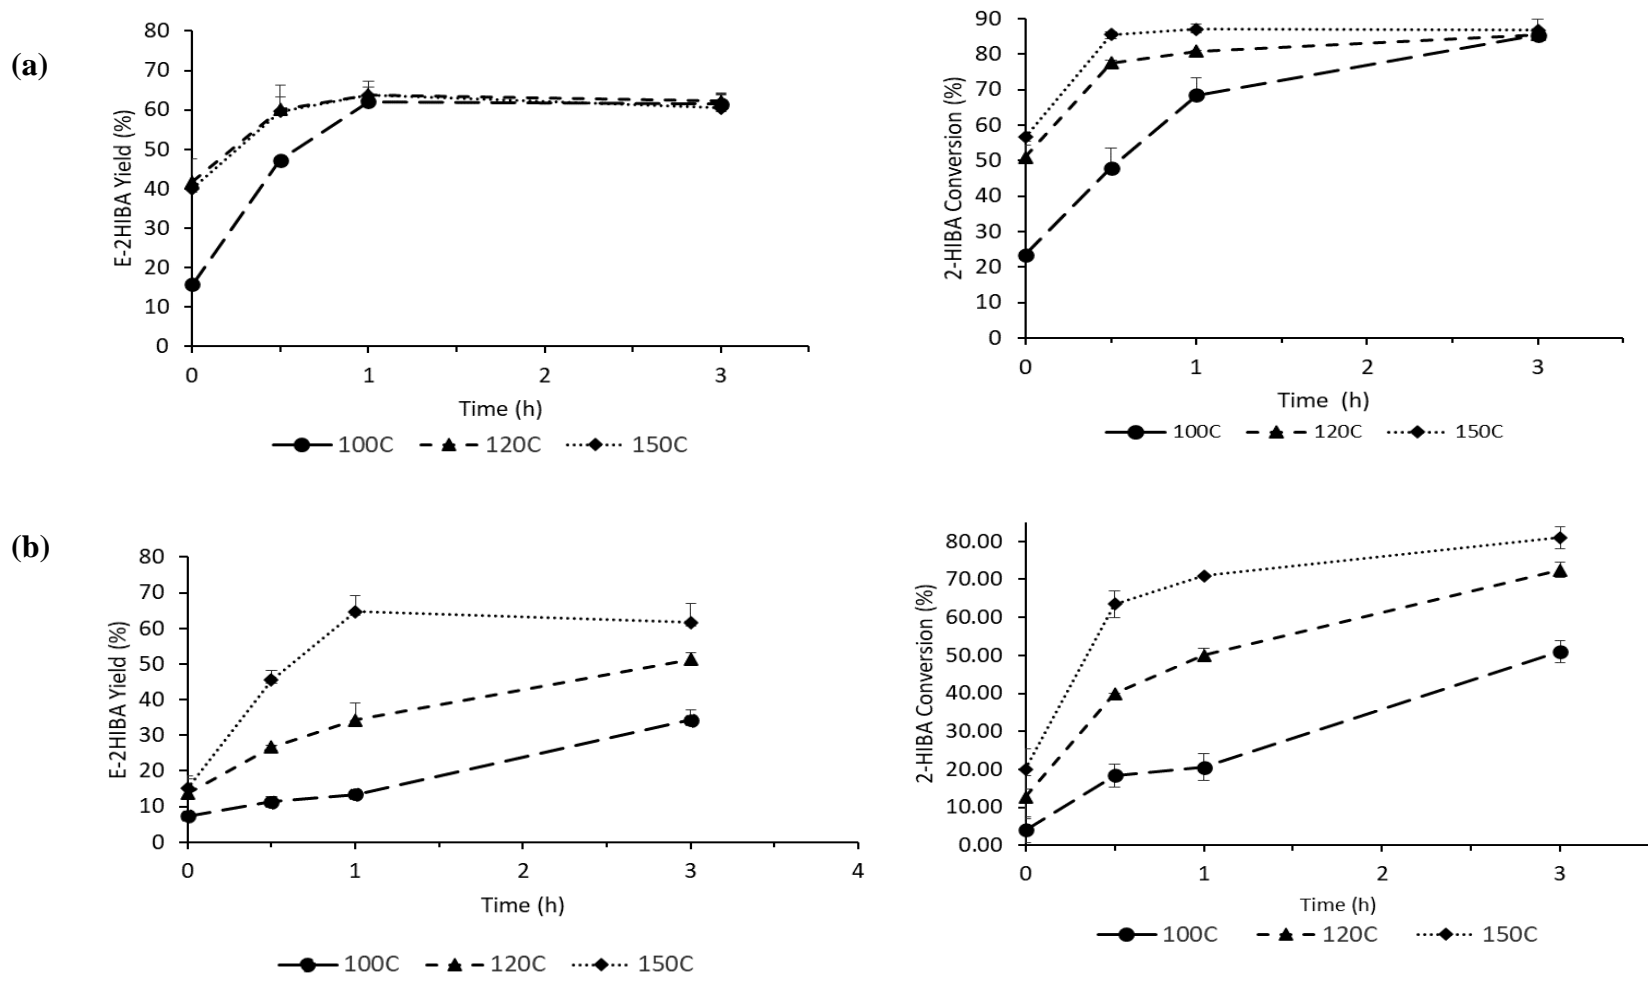 (a)
E-2HIBA Yield (%)
80
70
60
50
40
30
20
10
0
0 1 2 3
Time (h)
100C 120C 150C
2-HIBA Conversion (%)
90
80
70
60
50
40
30
20
10
0
0 1 2 3
Time (h)
100C 120C 150C
(b)
E-2HIBA Yield (%)
80
70
60
50
40
30
20
10
0
0 1 2 3 4
Time (h)
100C 120C 150C
2-HIBA Conversion (%)
80.00
70.00
60.00
50.00
40.00
30.00
20.00
10.00
0.00
0 1 2 3
Time (h)
100C 120C 150C